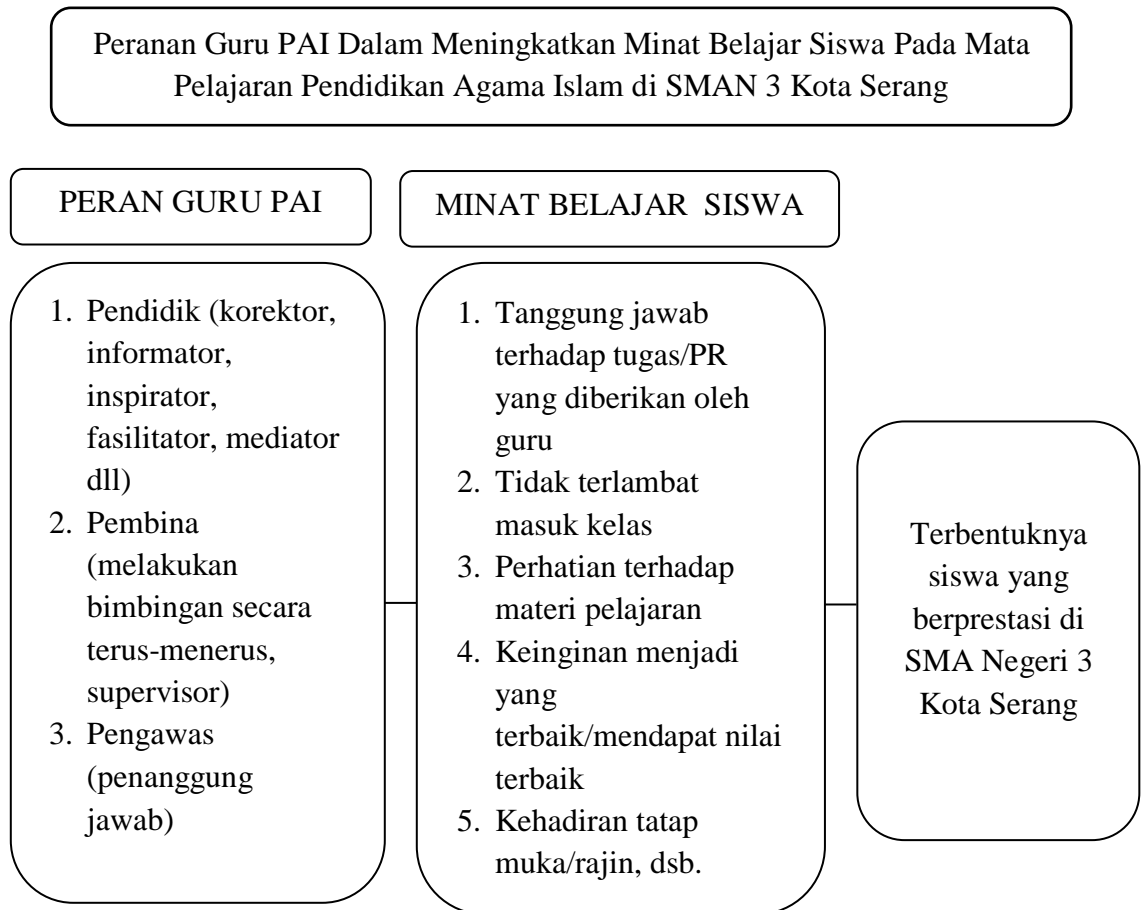 Peranan Guru PAI Dalam Meningkatkan Minat Belajar Siswa Pada Mata
Pelajaran Pendidikan Agama Islam di SMAN 3 Kota Serang
PERAN GURU PAI
1. Pendidik (korektor,
informator,
inspirator,
fasilitator, mediator
dll)
2. Pembina
(melakukan
bimbingan secara
terus-menerus,
supervisor)
3. Pengawas
(penanggung
jawab)
MINAT BELAJAR SISWA
1. Tanggung jawab
terhadap tugas/PR
yang diberikan oleh
guru
2. Tidak terlambat
masuk kelas
3. Perhatian terhadap
materi pelajaran
4. Keinginan menjadi
yang
terbaik/mendapat nilai
terbaik
5. Kehadiran tatap
muka/rajin, dsb.
Terbentuknya
siswa yang
berprestasi di
SMA Negeri 3
Kota Serang